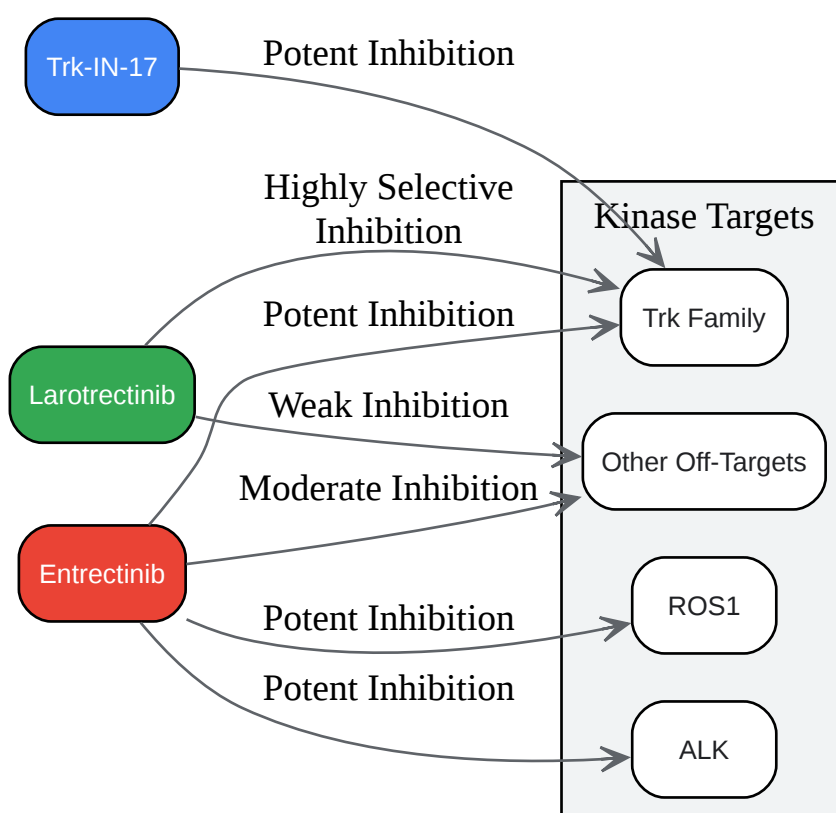 Trk-IN-17
Potent Inhibition
Highly Selective
Inhibition
Kinase Targets
Trk Family
Potent Inhibition
Larotrectinib
Weak Inhibition
Other Off-Targets
Moderate Inhibition
Entrectinib
Potent Inhibition
ROS1
Potent Inhibition
ALK